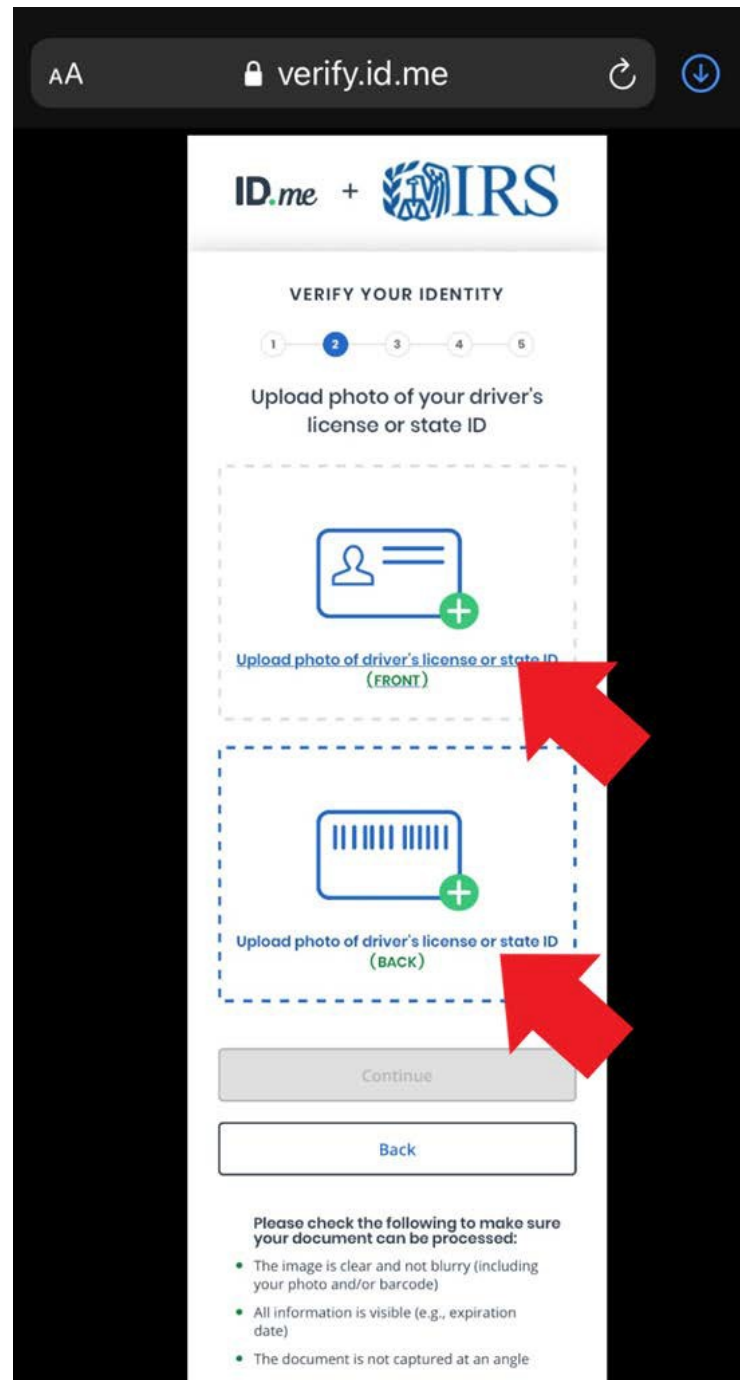 AA verify.id.me
ID.me + IRS
VERIFY YOUR IDENTITY
1 2 3 4 5
Upload photo of your driver's
license or state ID
Upload photo of driver's license or state ID
(FRONT)
Upload photo of driver's license or state ID
(BACK)
Continue
Back
Please check the following to make sure
your document can be processed:
• The image is clear and not blurry (including
your photo and/or barcode)
• All information is visible (e.g., expiration
date)
• The document is not captured at an angle